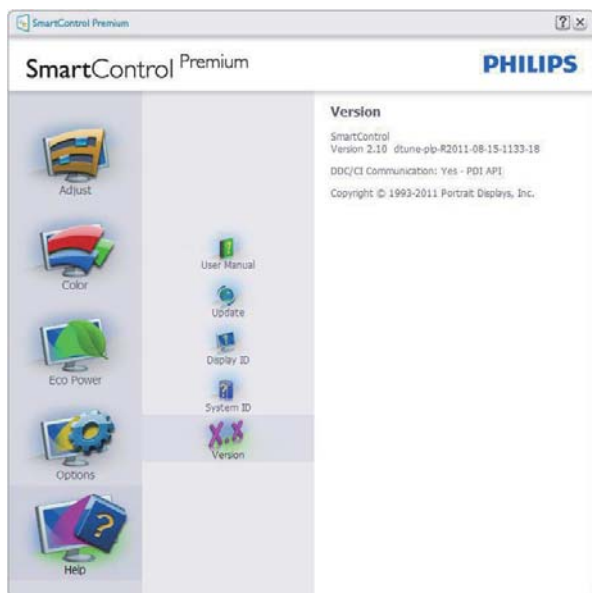 SmartControl Premium
? ×
SmartControl Premium
PHILIPS
Adjust
Color
Eco Power
Options
Help
User Manual
Update
Display ID
System ID
Version
Version
SmartControl
Version 2.10 dtune-plp-R2011-08-15-1133-18
DDC/CI Communication: Yes - PDI API
Copyright © 1993-2011 Portrait Displays, Inc.